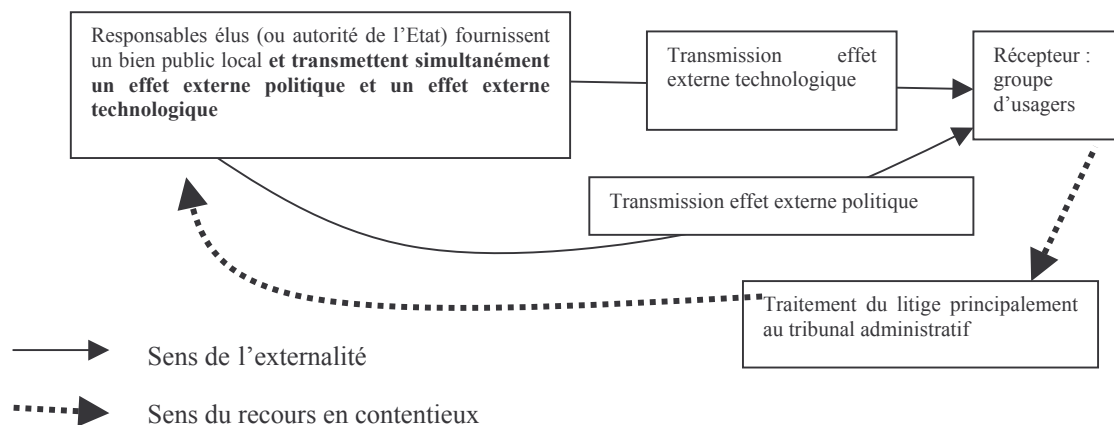 Responsables élus (ou autorité de l’Etat) fournissent
un bien public local et transmettent simultanément
un effet externe politique et un effet externe
technologique
Transmission effet
externe technologique
Récepteur :
groupe
d’usagers
Transmission effet externe politique
Traitement du litige principalement
au tribunal administratif
Sens de l’externalité
Sens du recours en contentieux